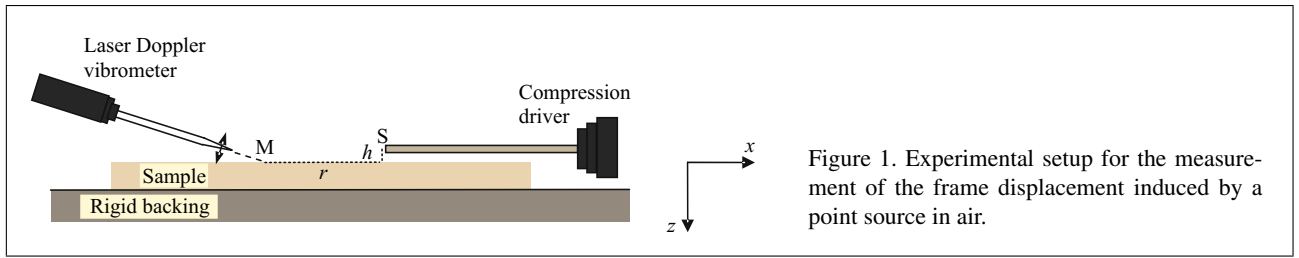 Laser Doppler
vibrometer
Compression
driver
M
S
h
r
Sample
Rigid backing
x
z
Figure 1. Experimental setup for the measure-
ment of the frame displacement induced by a
point source in air.